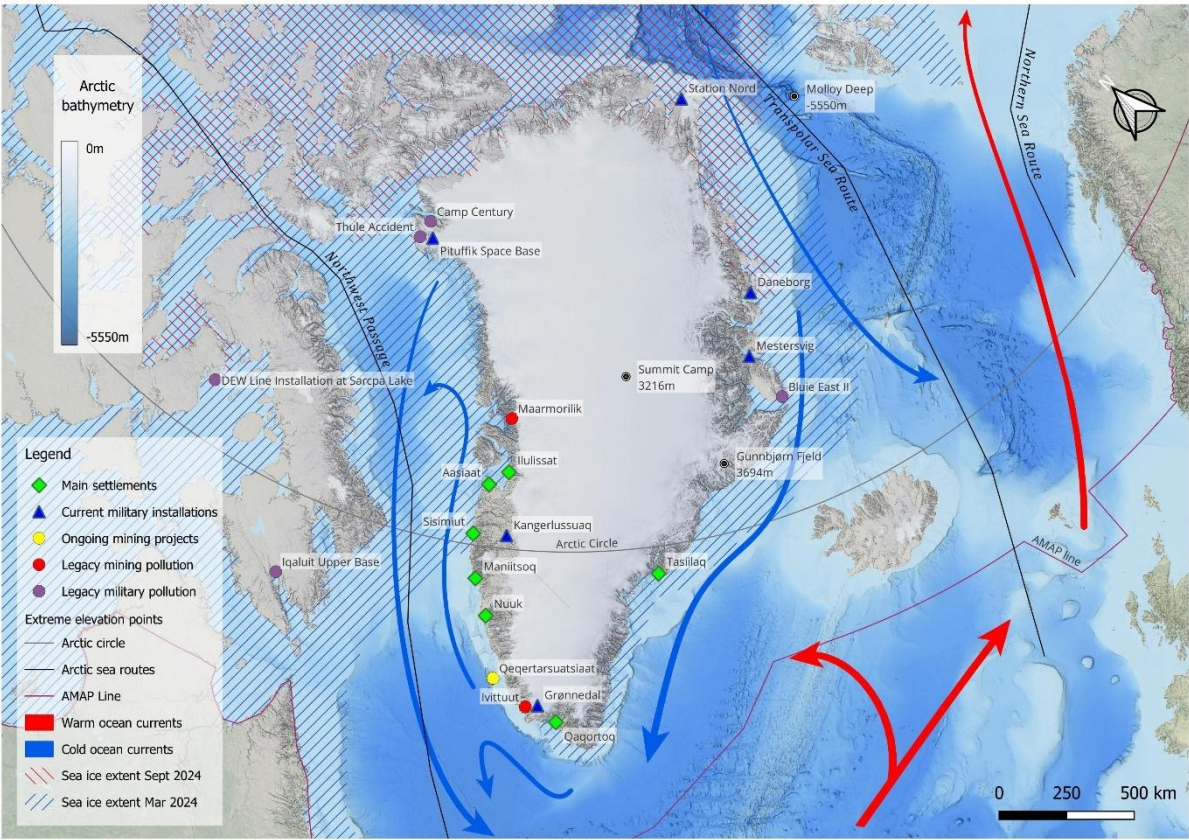 Arctic
bathymetry
0m
-5550m
Station Nord
Molloy Deep
-5550m
Transpolar Sea Route
Northern Sea Route
N
Camp Century
Thule Accident
Pituffik Space Base
Northwest Passage
Daneborg
Mestersvig
Summit Camp
3216m
Bluie East II
DEW Line Installation at Sarcpa Lake
Maarmorilik
Gunnbjørn Fjeld
3694m
Ilulissat
Aasiaat
Sisimiut
Kangerlussuaq
Arctic Circle
AMAP line
Iqaluit Upper Base
Maniitsoq
Tasiilaq
Nuuk
Qeqertarsuatsiaat
Ivittuut
Grønnedal
Qaqortoq
Legend
Main settlements
Current military installations
Ongoing mining projects
Legacy mining pollution
Legacy military pollution
Extreme elevation points
Arctic circle
Arctic sea routes
AMAP Line
Warm ocean currents
Cold ocean currents
Sea ice extent Sept 2024
Sea ice extent Mar 2024
0 250 500 km